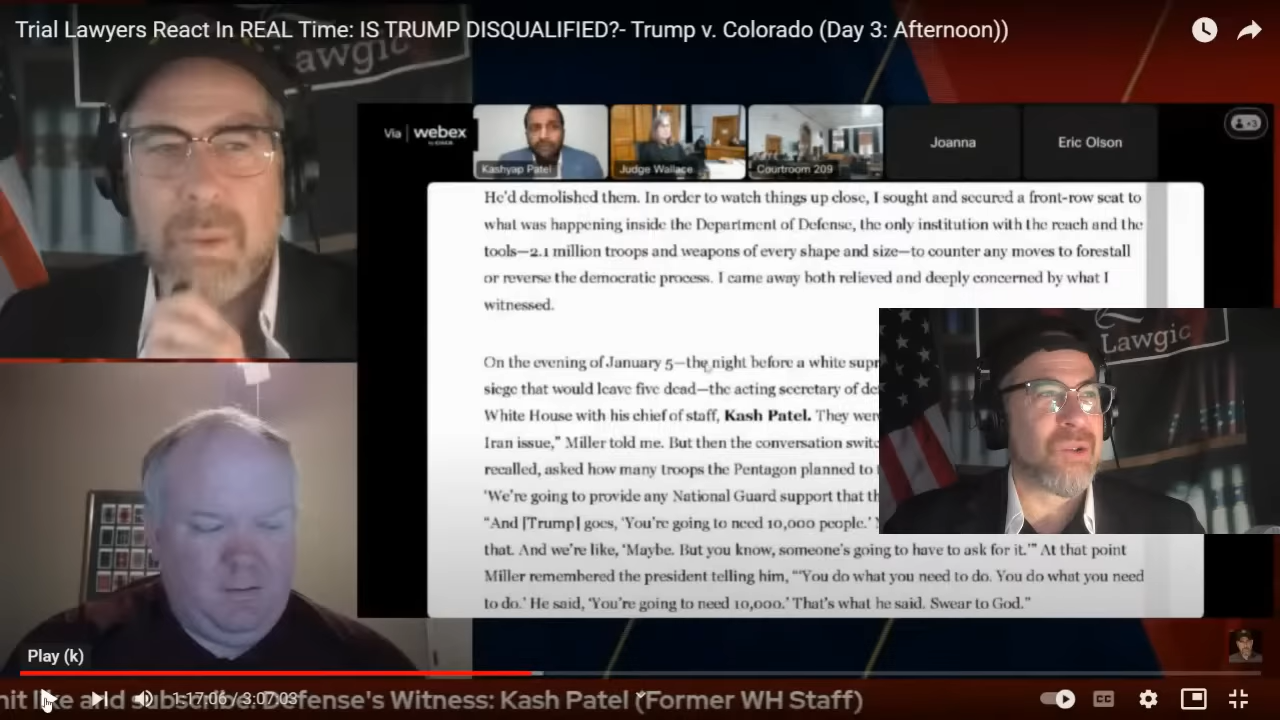 Trial Lawyers React In REAL Time: IS TRUMP DISQUALIFIED?- Trump v. Colorado (Day 3: Afternoon))
awgic
Via webex
Kashyap Patel
Judge Wallace
Courtroom 209
Joanna
Eric Olson
+3
He'd demolished them. In order to watch things up close, I sought and secured a front-row seat to
what was happening inside the Department of Defense, the only institution with the reach and the
tools—2.1 million troops and weapons of every shape and size—to counter any moves to forestall
or reverse the democratic process. I came away both relieved and deeply concerned by what I
witnessed.
On the evening of January 5—the night before a white supr
siege that would leave five dead—the acting secretary of de
White House with his chief of staff, Kash Patel. They wer
Iran issue,” Miller told me. But then the conversation switc
recalled, asked how many troops the Pentagon planned to
‘We're going to provide any National Guard support that th
“And [Trump] goes, ‘You're going to need 10,000 people.’
that. And we're like, ‘Maybe. But you know, someone's going to have to ask for it.’” At that point
Miller remembered the president telling him, “‘You do what you need to do. You do what you need
to do.’ He said, ‘You're going to need 10,000.’ That's what he said. Swear to God.”
Lawgic
Play (k)
hit like and subscribe. Defense's Witness: Kash Patel (Former WH Staff)
1:17:06 / 3:07:03
CC